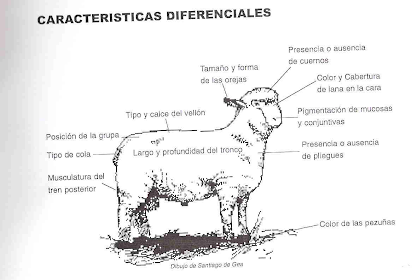 CARACTERISTICAS DIFERENCIALES
Presencia o ausencia
de cuernos
Tamaño y forma
de las orejas
Color y Cobertura
de lana en la cara
Tipo y calce del vellón
Pigmentación de mucosas
y conjuntivas
Posición de la grupa
Tipo de cola
Largo y profundidad del tronco
Presencia o ausencia
de pliegues
Musculatura del
tren posterior
Color de las pezuñas
Dibujo de Santiago de Gea